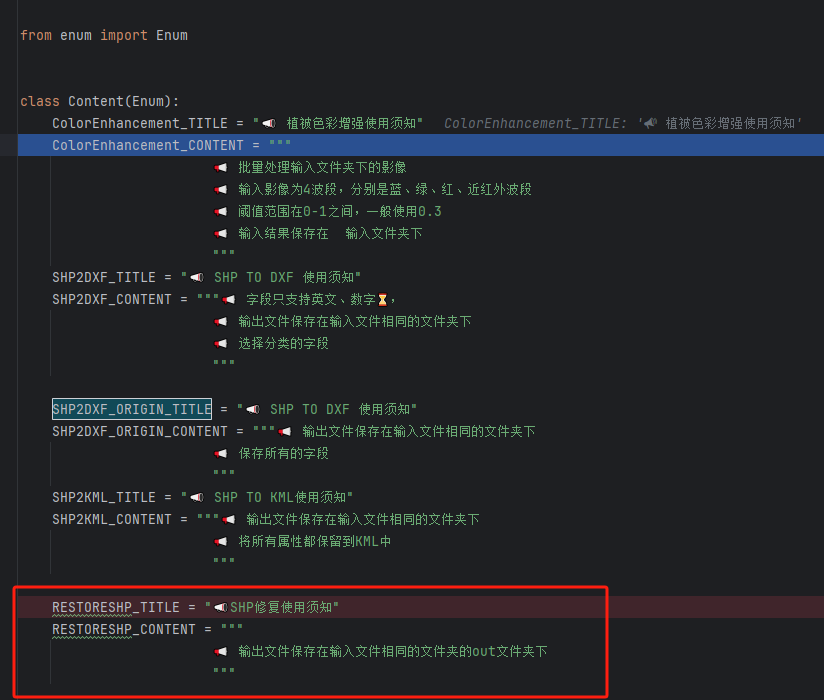 from enum import Enum
class Content(Enum):
ColorEnhancement_TITLE = "📢 植被色彩增强使用须知" ColorEnhancement_TITLE: '📢 植被色彩增强使用须知'
ColorEnhancement_CONTENT = """
📢 批量处理输入文件夹下的影像
📢 输入影像为4波段，分别是蓝、绿、红、近红外波段
📢 阈值范围在0-1之间，一般使用0.3
📢 输入结果保存在  输入文件夹下
"""
SHP2DXF_TITLE = "📢 SHP TO DXF 使用须知"
SHP2DXF_CONTENT = """📢 字段只支持英文、数字⏳，
📢 输出文件保存在输入文件相同的文件夹下
📢 选择分类的字段
"""
SHP2DXF_ORIGIN_TITLE = "📢 SHP TO DXF 使用须知"
SHP2DXF_ORIGIN_CONTENT = """📢 输出文件保存在输入文件相同的文件夹下
📢 保存所有的字段
"""
SHP2KML_TITLE = "📢 SHP TO KML使用须知"
SHP2KML_CONTENT = """📢 输出文件保存在输入文件相同的文件夹下
📢 将所有属性都保留到KML中
"""
RESTORESHP_TITLE = "📢SHP修复使用须知"
RESTORESHP_CONTENT = """
📢 输出文件保存在输入文件相同的文件夹的out文件夹下
"""